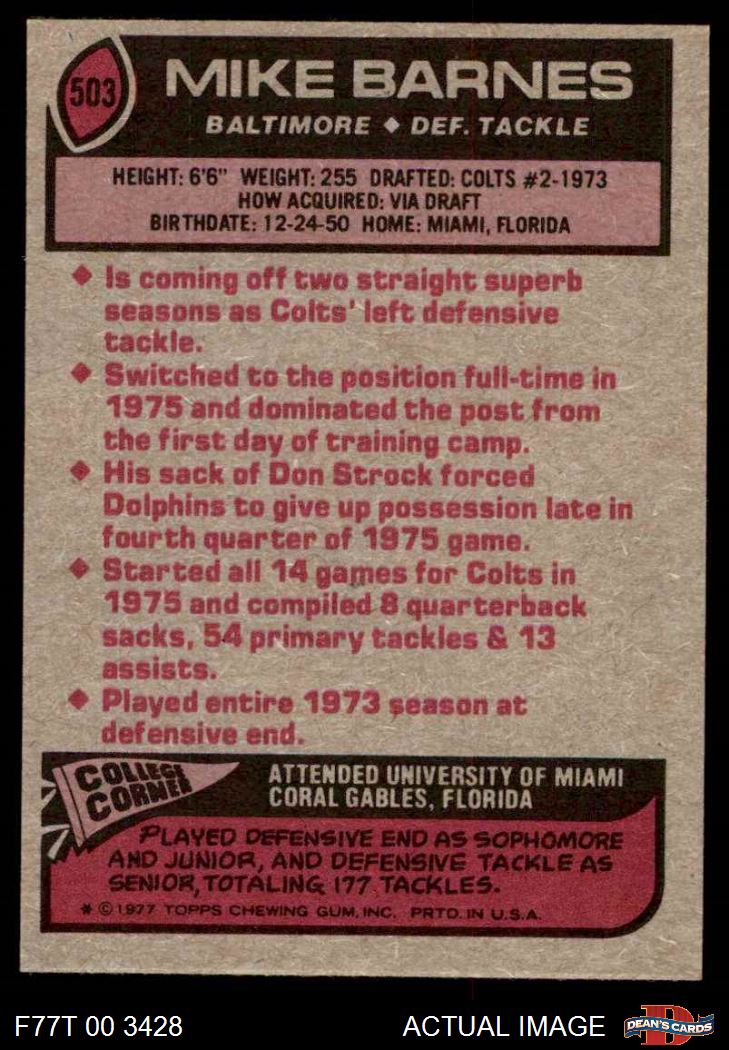 503
MIKE BARNES
BALTIMORE ◆ DEF. TACKLE
HEIGHT: 6'6" WEIGHT: 255 DRAFTED: COLTS #2-1973
HOW ACQUIRED: VIA DRAFT
BIRTHDATE: 12-24-50 HOME: MIAMI, FLORIDA
◆ Is coming off two straight superb
seasons as Colts' left defensive
tackle.
◆ Switched to the position full-time in
1975 and dominated the post from
the first day of training camp.
◆ His sack of Don Strock forced
Dolphins to give up possession late in
fourth quarter of 1975 game.
◆ Started all 14 games for Colts in
1975 and compiled 8 quarterback
sacks, 54 primary tackles & 13
assists.
◆ Played entire 1973 season at
defensive end.
COLLEGE
CORNER
ATTENDED UNIVERSITY OF MIAMI
CORAL GABLES, FLORIDA
PLAYED DEFENSIVE END AS SOPHOMORE
AND JUNIOR, AND DEFENSIVE TACKLE AS
SENIOR, TOTALING 177 TACKLES.
* © 1977 TOPPS CHEWING GUM, INC. PRTD. IN U.S.A.
F77T 00 3428
ACTUAL IMAGE
D
DEAN'S CARDS